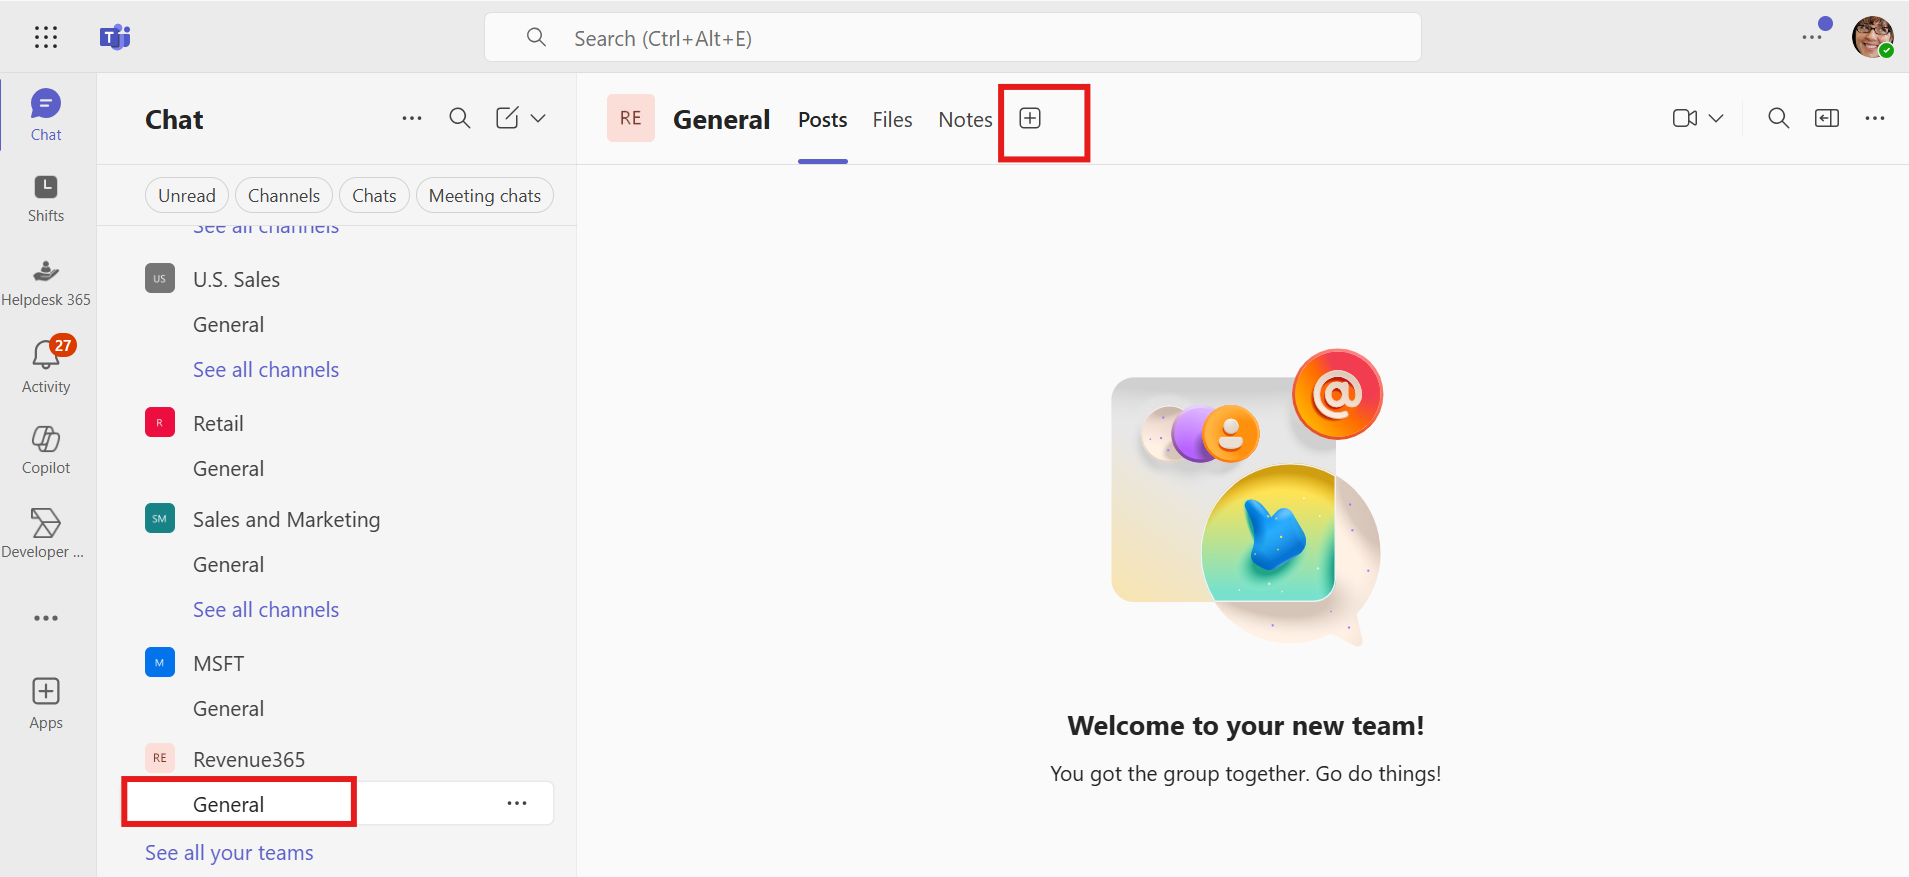 Search (Ctrl+Alt+E)
Chat
Shifts
Helpdesk 365
27
Activity
Copilot
Developer ...
Apps
Chat
Unread Channels Chats Meeting chats
See all channels
US U.S. Sales
General
See all channels
R Retail
General
SM Sales and Marketing
General
See all channels
M MSFT
General
RE Revenue365
General
See all your teams
RE General Posts Files Notes
@
Welcome to your new team!
You got the group together. Go do things!